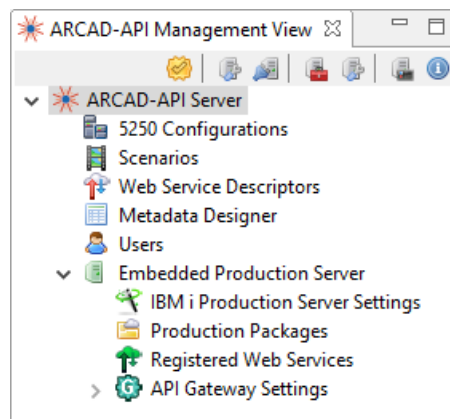 ARCAD-API Management View
ARCAD-API Server
5250 Configurations
Scenarios
Web Service Descriptors
Metadata Designer
Users
Embedded Production Server
IBM i Production Server Settings
Production Packages
Registered Web Services
API Gateway Settings